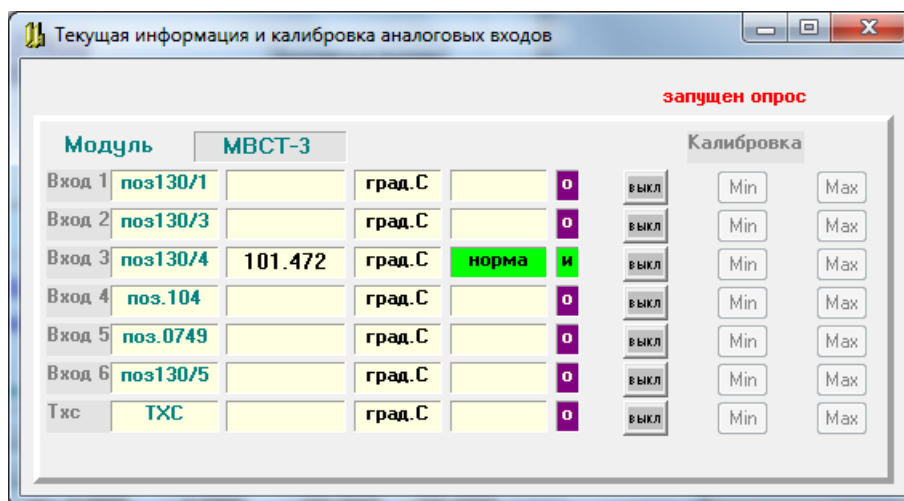 Текущая информация и калибровка аналоговых входов
запущен опрос
Модуль МВСТ-3 Калибровка
Вход 1 поз130/1 град.С о выкл Min Max
Вход 2 поз130/3 град.С о выкл Min Max
Вход 3 поз130/4 101.472 град.С норма и выкл Min Max
Вход 4 поз.104 град.С о выкл Min Max
Вход 5 поз.0749 град.С о выкл Min Max
Вход 6 поз130/5 град.С о выкл Min Max
Тхс ТХС град.С о выкл Min Max